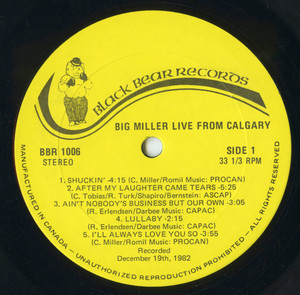 BLACK BEAR RECORDS
BIG MILLER LIVE FROM CALGARY
BBR 1006
STEREO
SIDE 1
33 1/3 RPM
1. SHUCKIN' -4:15 (C. Miller/Romil Music: PROCAN)
2. AFTER MY LAUGHTER CAME TEARS -5:25
(C. Tobias/R. Turk/Shapiro/Bernstein: ASCAP)
3. AIN'T NOBODY'S BUSINESS BUT OUR OWN -3:05
(R. Erlendsen/Darbee Music: CAPAC)
4. LULLABY -2:15
(R. Erlendsen/Darbee Music: CAPAC)
5. I'LL ALWAYS LOVE YOU SO -3:55
(C. Miller/Romil Music: PROCAN)
Recorded
December 19th, 1982
MANUFACTURED IN CANADA — UNAUTHORIZED REPRODUCTION PROHIBITED — ALL RIGHTS RESERVED